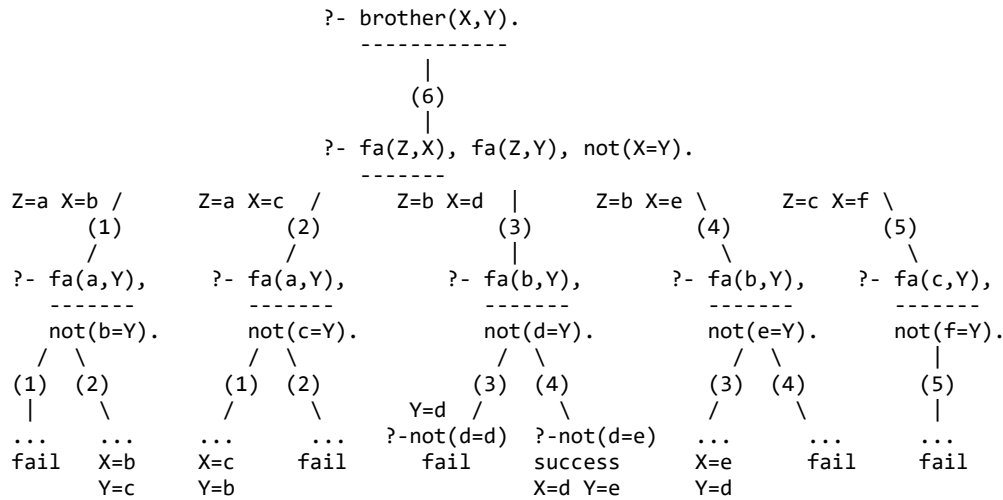 ?- brother(X,Y).
------------
|
(6)
|
?- fa(Z,X), fa(Z,Y), not(X=Y).
-------
Z=a X=b / Z=a X=c / Z=b X=d | Z=b X=e \ Z=c X=f \
(1) (2) (3) (4) (5)
/ / | \ \
?- fa(a,Y), ?- fa(a,Y), ?- fa(b,Y), ?- fa(b,Y), ?- fa(c,Y),
------- ------- ------- ------- -------
not(b=Y). not(c=Y). not(d=Y). not(e=Y). not(f=Y).
/ \ / \ / \ / \ |
(1) (2) (1) (2) (3) (4) (3) (4) (5)
| \ / \ Y=d / \ / \ |
... ... ... ... ?-not(d=d) ?-not(d=e) ... ... ...
fail X=b X=c fail fail success X=e fail fail
Y=c Y=b X=d Y=e Y=d